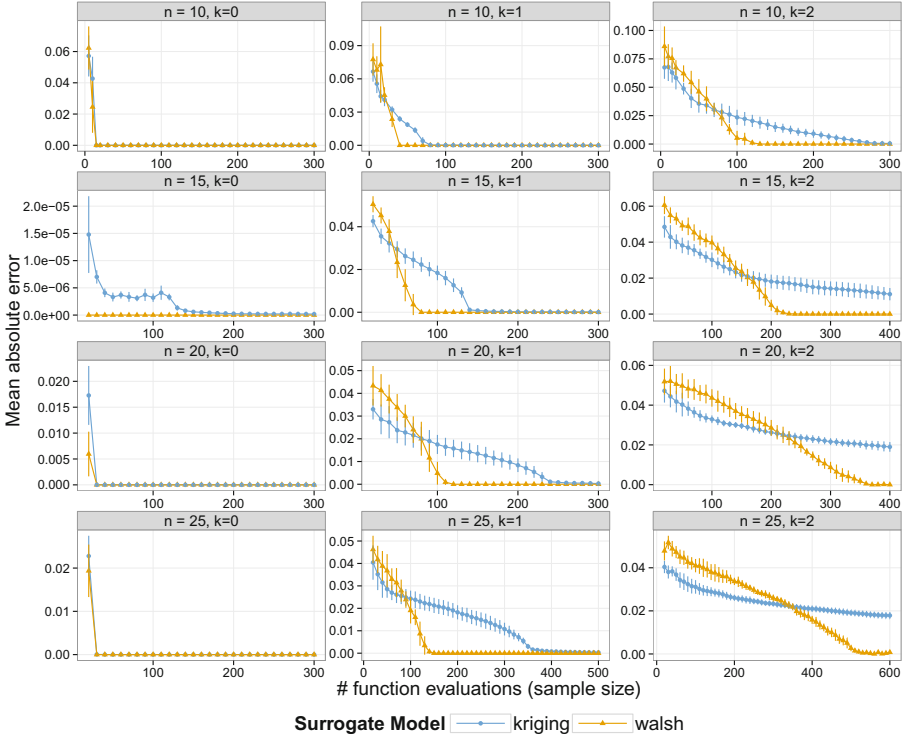 n = 10, k=0
n = 10, k=1
n = 10, k=2
0.06
0.04
0.02
0.00
0 100 200 300
0.09
0.06
0.03
0.00
0 100 200 300
0.100
0.075
0.050
0.025
0.000
100 200 300
n = 15, k=0
n = 15, k=1
n = 15, k=2
2.0e−05
1.5e−05
1.0e−05
5.0e−06
0.0e+00
100 200 300
0.04
0.02
0.00
100 200 300
0.06
0.04
0.02
0.00
100 200 300 400
Mean absolute error
n = 20, k=0
n = 20, k=1
n = 20, k=2
0.020
0.015
0.010
0.005
0.000
100 200 300
0.05
0.04
0.03
0.02
0.01
0.00
100 200 300
0.06
0.04
0.02
0.00
100 200 300 400
n = 25, k=0
n = 25, k=1
n = 25, k=2
0.02
0.01
0.00
100 200 300
0.05
0.04
0.03
0.02
0.01
0.00
0 100 200 300 400 500
0.04
0.02
0.00
0 200 400 600
# function evaluations (sample size)
Surrogate Model kriging walsh